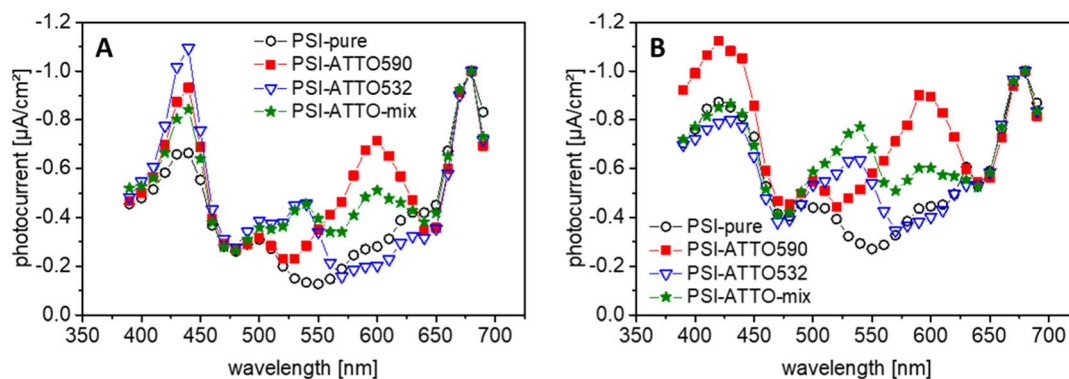 A
PSI-pure
PSI-ATTO590
PSI-ATTO532
PSI-ATTO-mix
photocurrent [µA/cm²]
-1.2
-1.0
-0.8
-0.6
-0.4
-0.2
0.0
350 400 450 500 550 600 650 700
wavelength [nm]
B
PSI-pure
PSI-ATTO590
PSI-ATTO532
PSI-ATTO-mix
photocurrent [µA/cm²]
-1.2
-1.0
-0.8
-0.6
-0.4
-0.2
0.0
350 400 450 500 550 600 650 700
wavelength [nm]